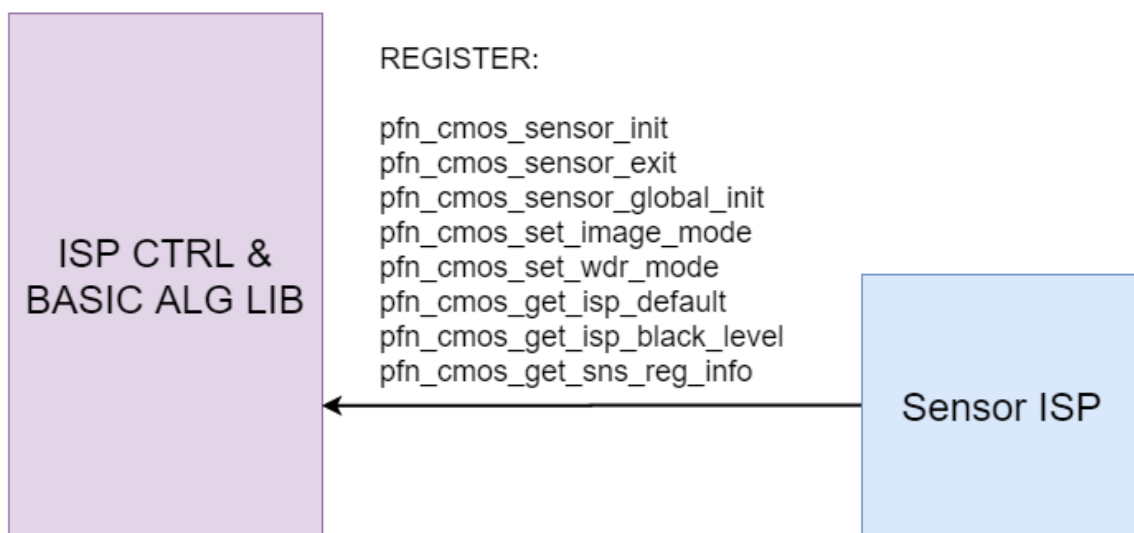 REGISTER:
pfn_cmos_sensor_init
pfn_cmos_sensor_exit
pfn_cmos_sensor_global_init
pfn_cmos_set_image_mode
pfn_cmos_set_wdr_mode
pfn_cmos_get_isp_default
pfn_cmos_get_isp_black_level
pfn_cmos_get_sns_reg_info
ISP CTRL &
BASIC ALG LIB
Sensor ISP